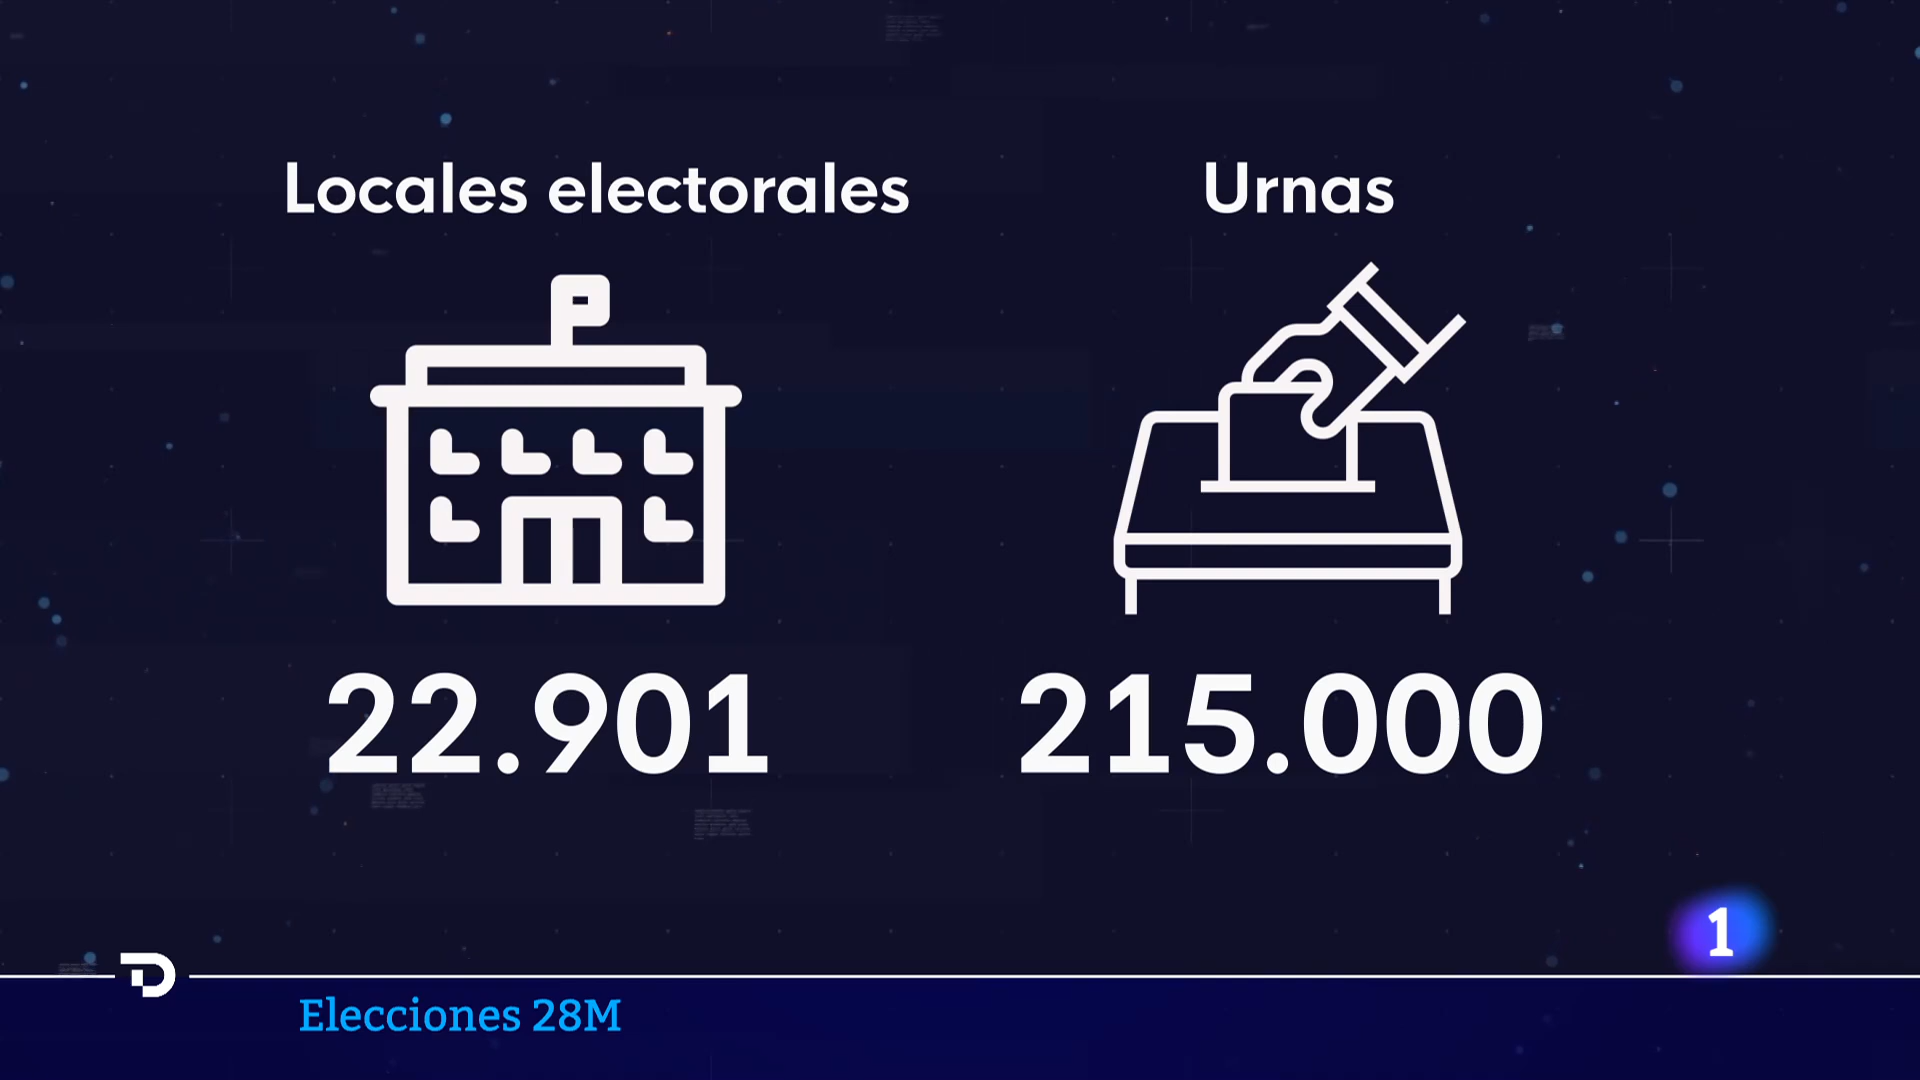 Locales electorales
Urnas
22.901
215.000
1
Elecciones 28M